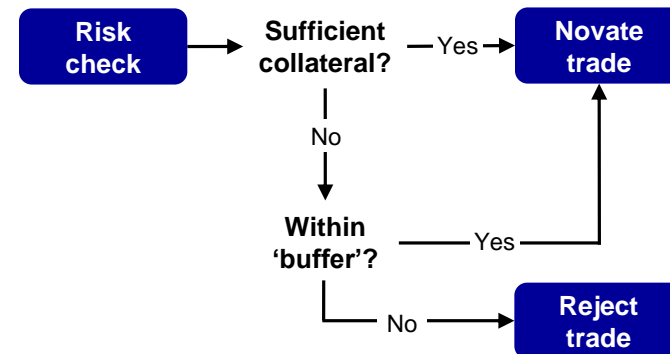 Risk
check
Sufficient
collateral?
Yes
Novate
trade
No
Within
‘buffer’?
Yes
No
Reject
trade